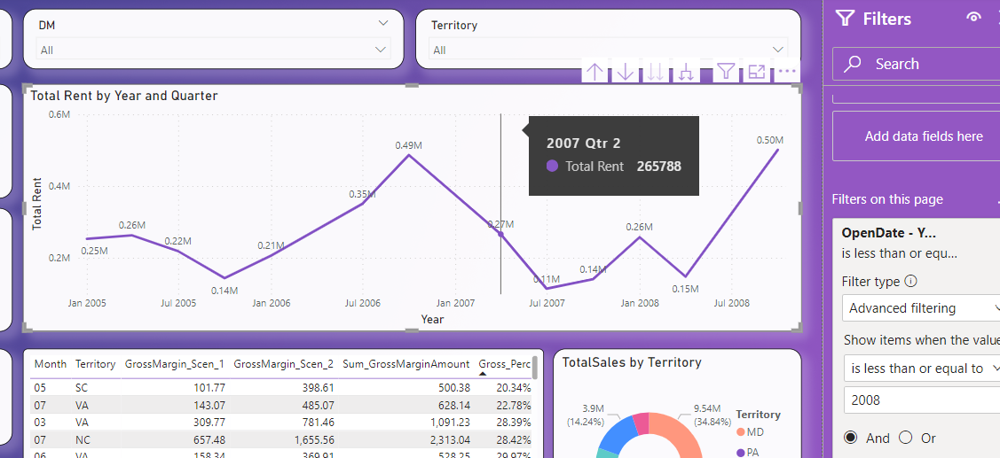 DM
All
Territory
All
Total Rent by Year and Quarter
0.6M
0.4M
0.2M
Total Rent
0.25M
0.26M
0.22M
0.14M
0.21M
0.35M
0.49M
0.27M
0.11M
0.14M
0.26M
0.15M
0.50M
2007 Qtr 2
Total Rent 265788
Jan 2005 Jul 2005 Jan 2006 Jul 2006 Jan 2007 Jul 2007 Jan 2008 Jul 2008
Year
Month Territory GrossMargin_Scen_1 GrossMargin_Scen_2 Sum_GrossMarginAmount Gross_Perc
05 SC 101.77 398.61 500.38 20.34%
07 VA 143.07 485.07 628.14 22.78%
03 VA 309.77 781.46 1,091.23 28.39%
07 NC 657.48 1,655.56 2,313.04 28.42%
06 VA 158.34 369.91 528.25 29.97%
TotalSales by Territory
3.9M
(14.24%)
9.54M
(34.84%)
Territory
MD
PA
Filters
Search
Add data fields here
Filters on this page
OpenDate - Y...
is less than or equ...
Filter type
Advanced filtering
Show items when the value
is less than or equal to
2008
And Or